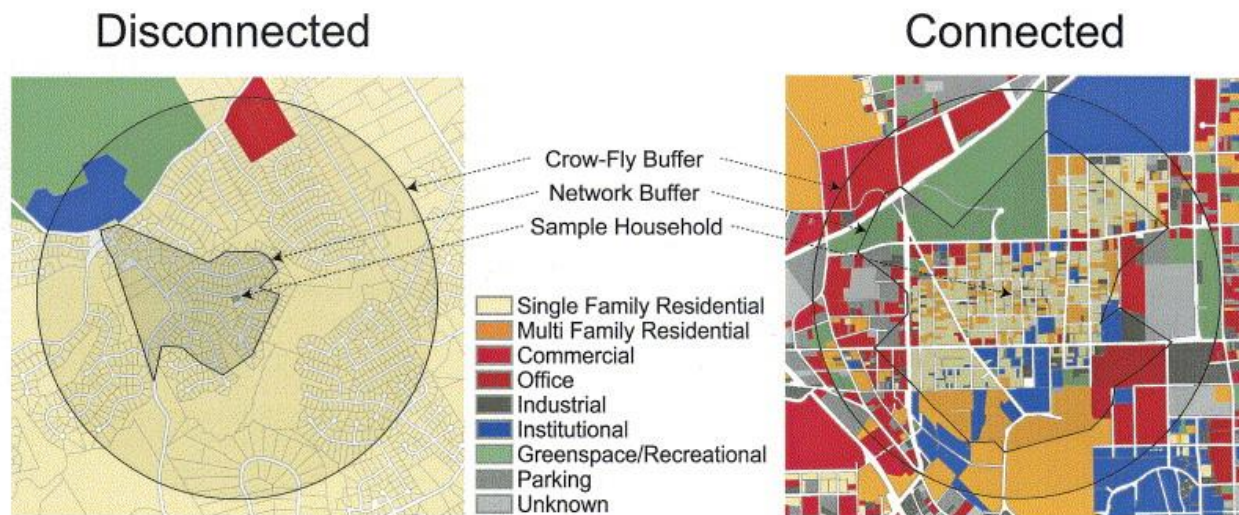 Disconnected
Connected
Crow-Fly Buffer
Network Buffer
Sample Household
Single Family Residential
Multi Family Residential
Commercial
Office
Industrial
Institutional
Greenspace/Recreational
Parking
Unknown